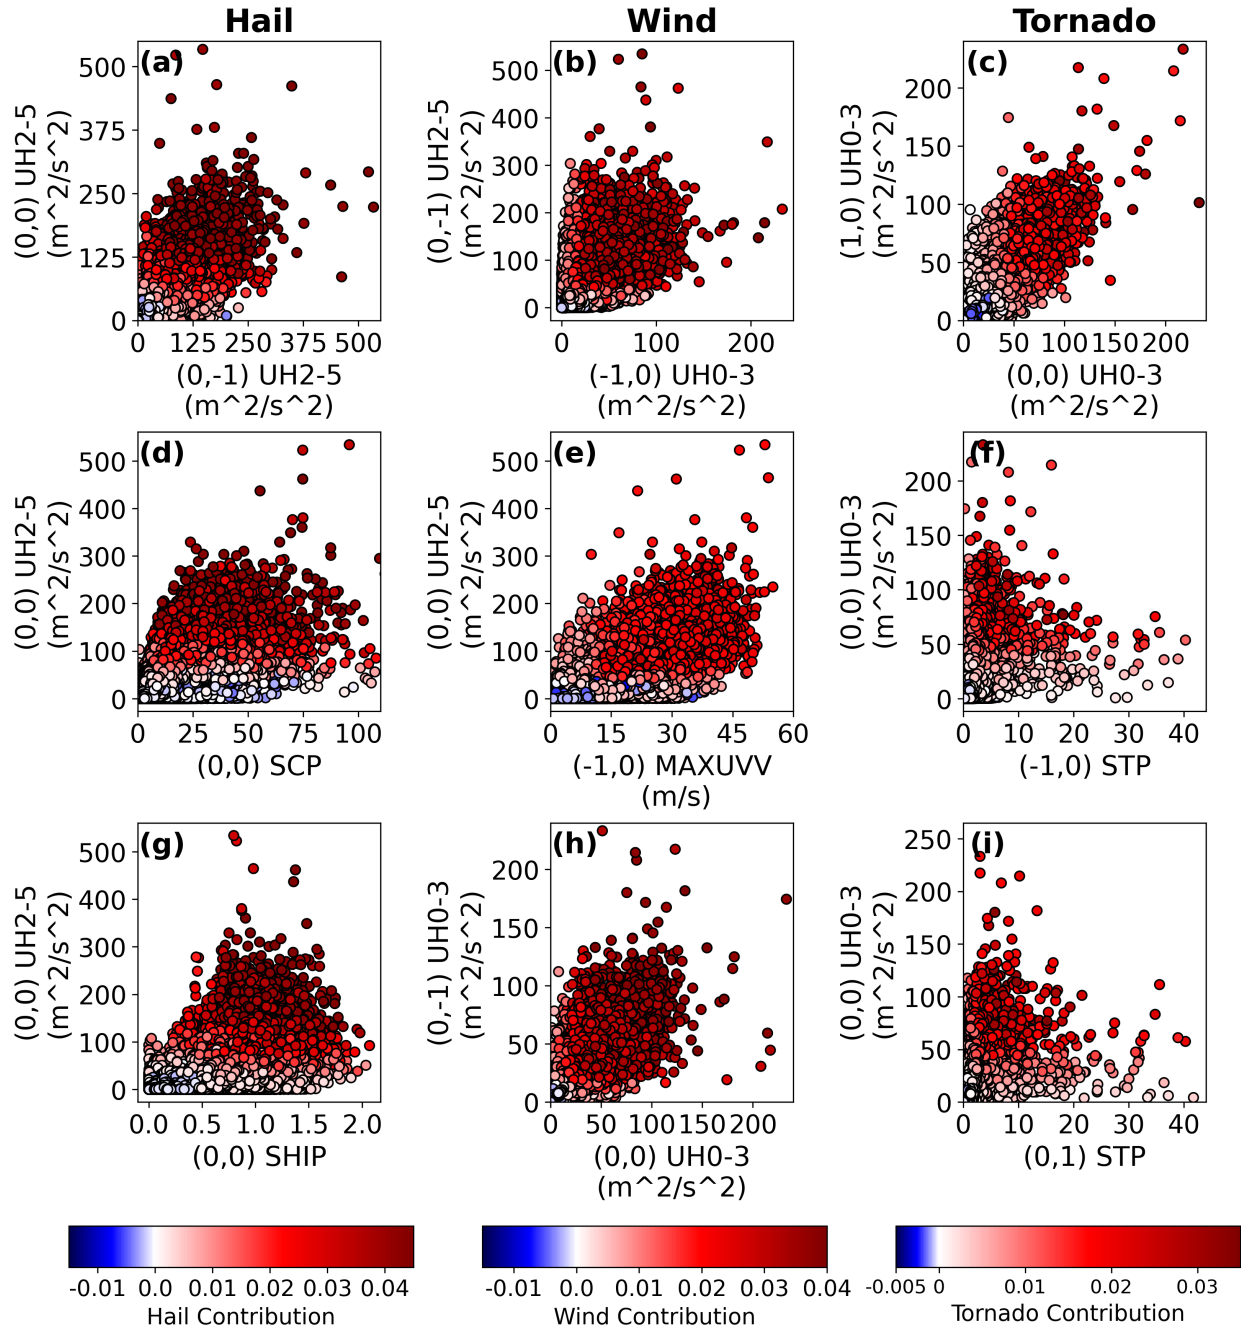 Hail Wind Tornado
(a) (b) (c)
500 375 250 125 0
(0,0) UH2-5
(m^2/s^2)
0 125 250 375 500
(0,-1) UH2-5
(m^2/s^2)
500 400 300 200 100 0
(0,-1) UH2-5
(m^2/s^2)
0 100 200
(-1,0) UH0-3
(m^2/s^2)
200 150 100 50 0
(1,0) UH0-3
(m^2/s^2)
0 50 100 150 200
(0,0) UH0-3
(m^2/s^2)
(d) (e) (f)
500 400 300 200 100 0
(0,0) UH2-5
(m^2/s^2)
0 25 50 75 100
(0,0) SCP
500 400 300 200 100 0
(0,0) UH2-5
(m^2/s^2)
0 15 30 45 60
(-1,0) MAXUVV
(m/s)
200 150 100 50 0
(0,0) UH0-3
(m^2/s^2)
0 10 20 30 40
(-1,0) STP
(g) (h) (i)
500 400 300 200 100 0
(0,0) UH2-5
(m^2/s^2)
0.0 0.5 1.0 1.5 2.0
(0,0) SHIP
200 150 100 50 0
(0,-1) UH0-3
(m^2/s^2)
0 50 100 150 200
(0,0) UH0-3
(m^2/s^2)
250 200 150 100 50 0
(0,0) UH0-3
(m^2/s^2)
0 10 20 30 40
(0,1) STP
-0.01 0.0 0.01 0.02 0.03 0.04
Hail Contribution
-0.01 0.0 0.01 0.02 0.03 0.04
Wind Contribution
-0.005 0 0.01 0.02 0.03
Tornado Contribution